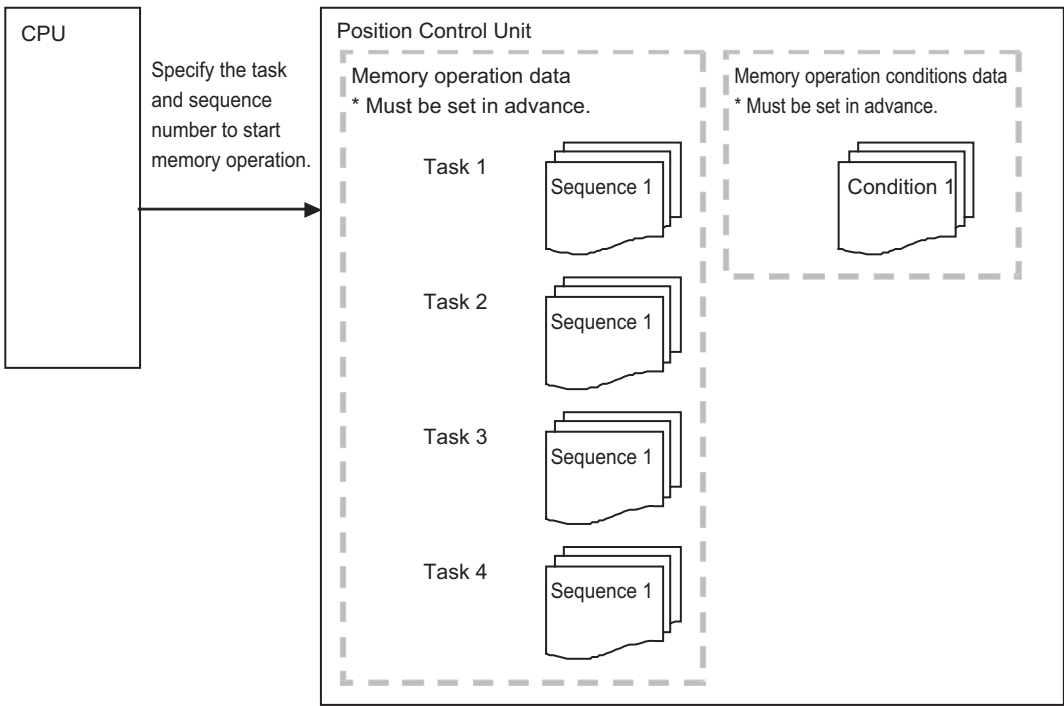 CPU
Specify the task
and sequence
number to start
memory operation.
Position Control Unit
Memory operation data
* Must be set in advance.
Task 1
Sequence 1
Task 2
Sequence 1
Task 3
Sequence 1
Task 4
Sequence 1
Memory operation conditions data
* Must be set in advance.
Condition 1